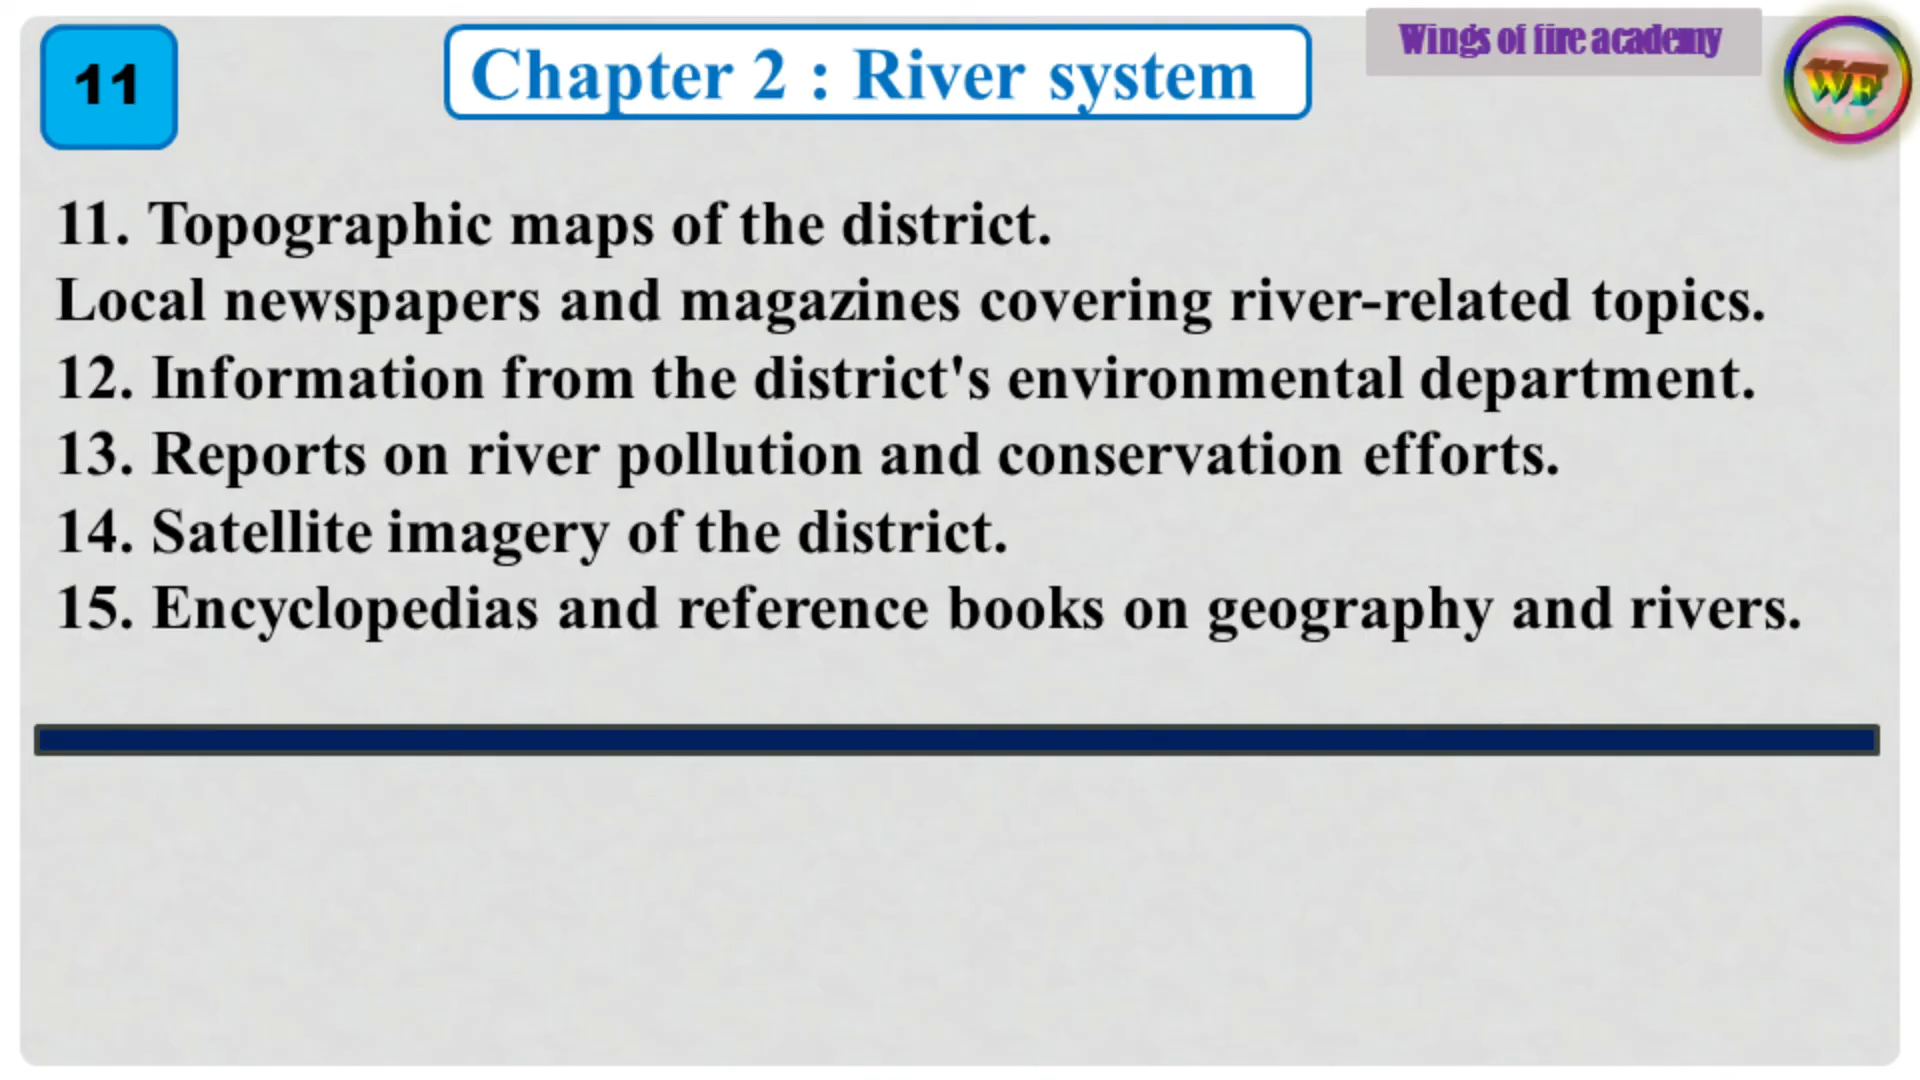 11
Chapter 2 : River system
Wings of fire academy
WF
11. Topographic maps of the district.
Local newspapers and magazines covering river-related topics.
12. Information from the district's environmental department.
13. Reports on river pollution and conservation efforts.
14. Satellite imagery of the district.
15. Encyclopedias and reference books on geography and rivers.